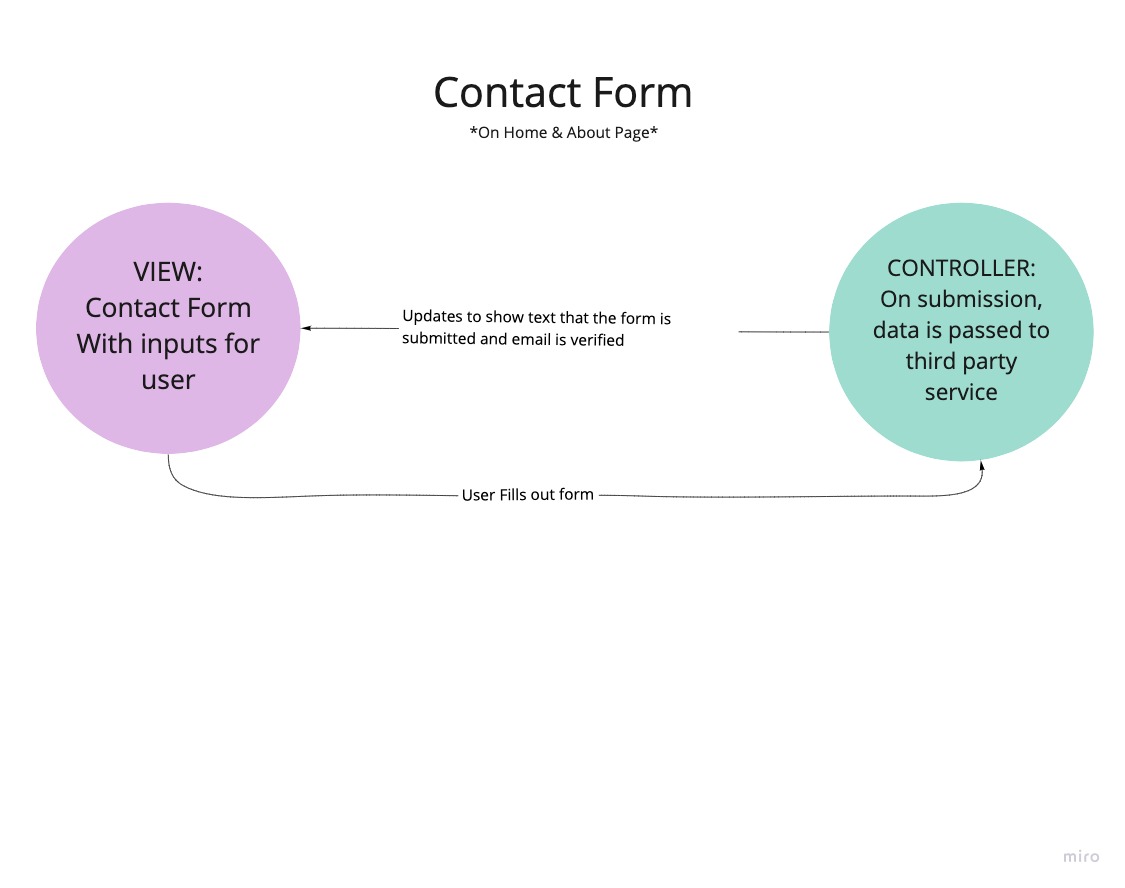 Contact Form
*On Home & About Page*
VIEW:
Contact Form
With inputs for
user
Updates to show text that the form is
submitted and email is verified
CONTROLLER:
On submission,
data is passed to
third party
service
User Fills out form
miro